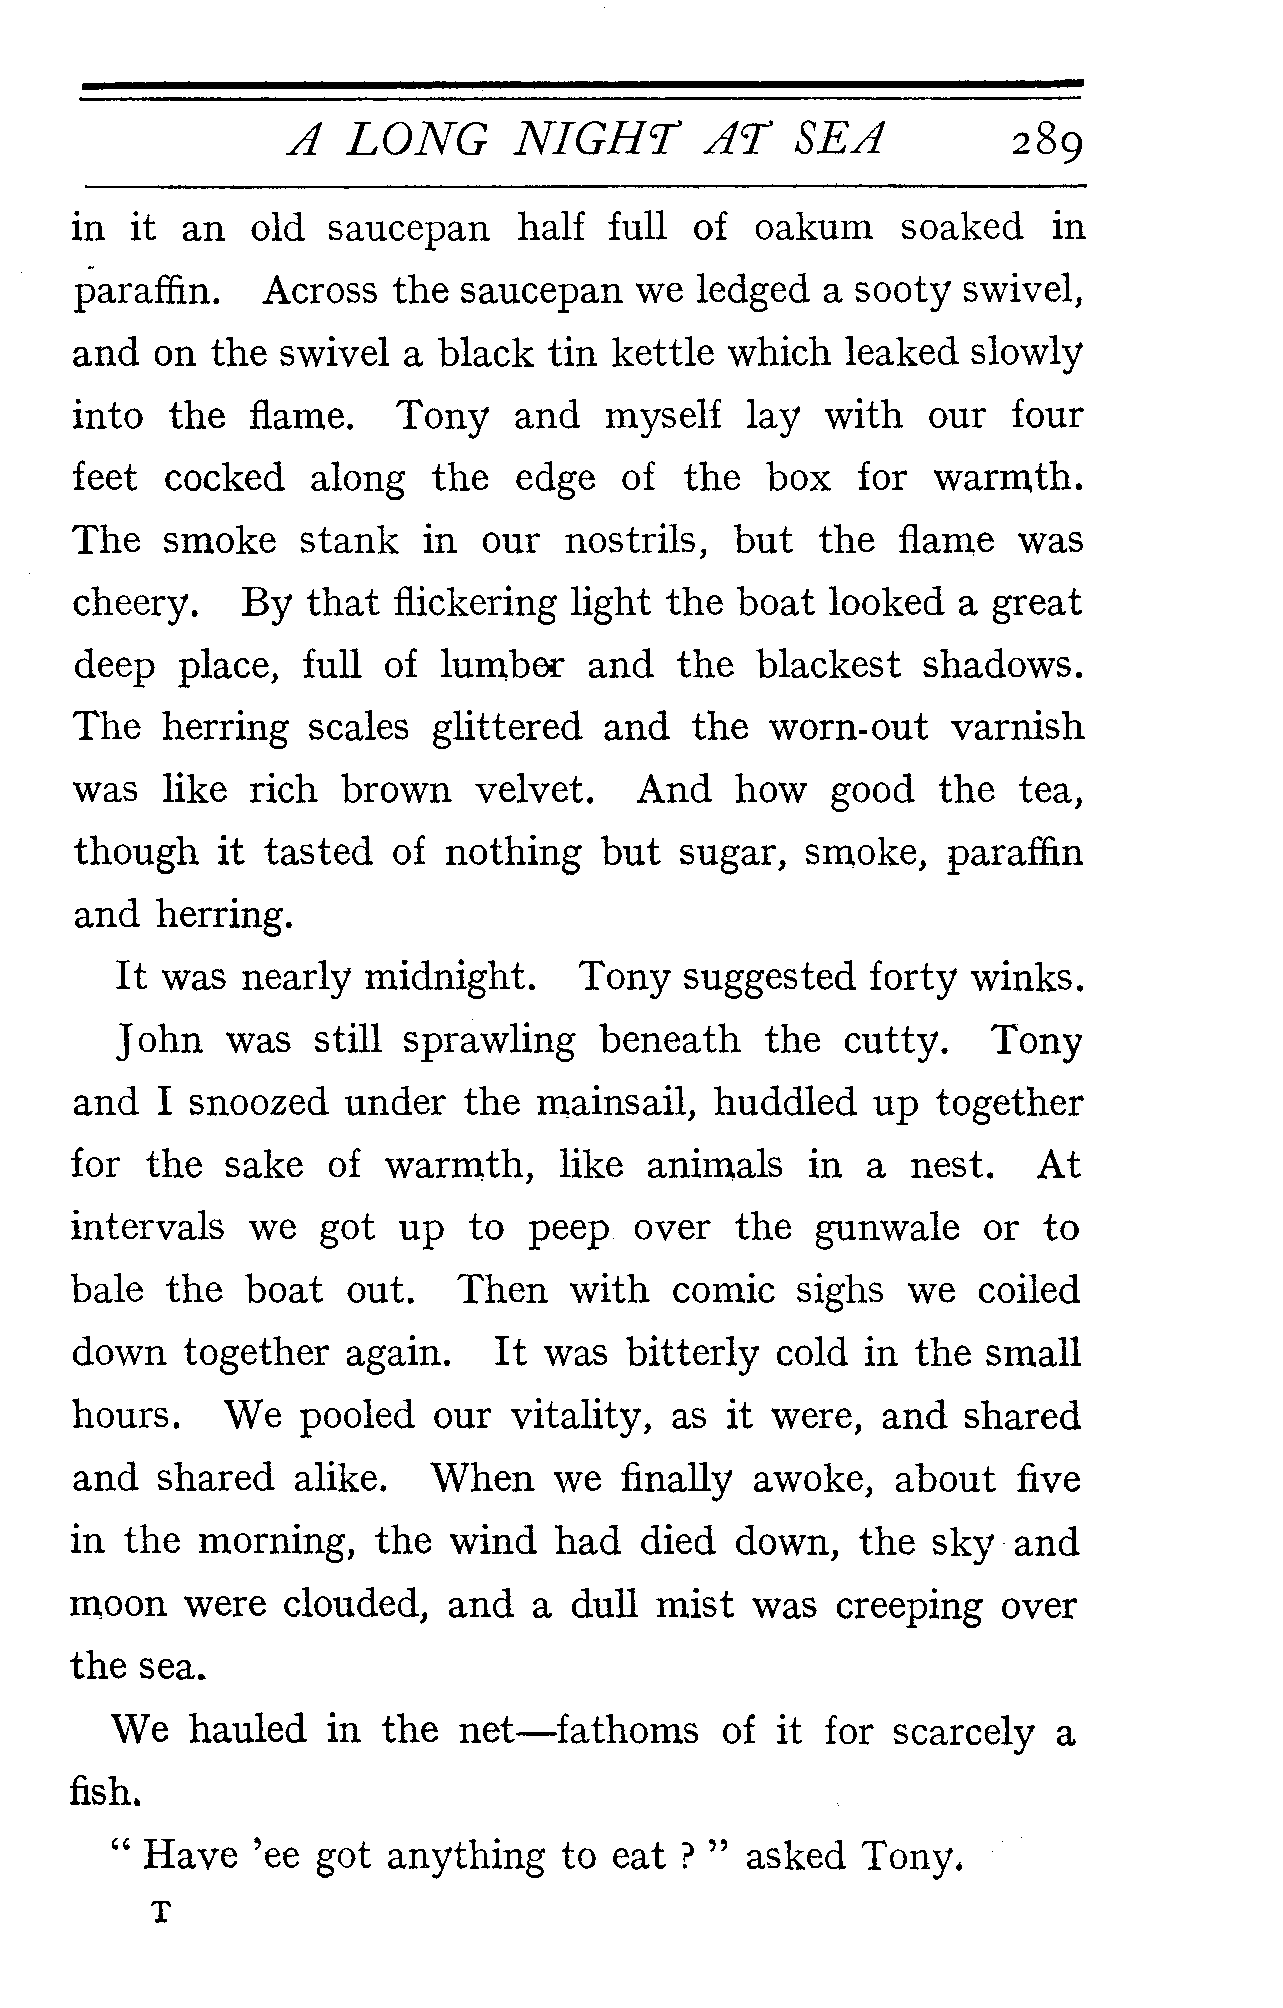 A LONG NIGHT AT SEA 289
in it an old saucepan half full of oakum soaked in
paraffin. Across the saucepan we ledged a sooty swivel,
and on the swivel a black tin kettle which leaked slowly
into the flame. Tony and myself lay with our four
feet cocked along the edge of the box for warmth.
The smoke stank in our nostrils, but the flame was
cheery. By that flickering light the boat looked a great
deep place, full of lumber and the blackest shadows.
The herring scales glittered and the worn-out varnish
was like rich brown velvet. And how good the tea,
though it tasted of nothing but sugar, smoke, paraffin
and herring.
It was nearly midnight. Tony suggested forty winks.
John was still sprawling beneath the cutty. Tony
and I snoozed under the mainsail, huddled up together
for the sake of warmth, like animals in a nest. At
intervals we got up to peep over the gunwale or to
bale the boat out. Then with comic sighs we coiled
down together again. It was bitterly cold in the small
hours. We pooled our vitality, as it were, and shared
and shared alike. When we finally awoke, about five
in the morning, the wind had died down, the sky and
moon were clouded, and a dull mist was creeping over
the sea.
We hauled in the net—fathoms of it for scarcely a
fish.
“ Have ’ee got anything to eat ? ” asked Tony.
T